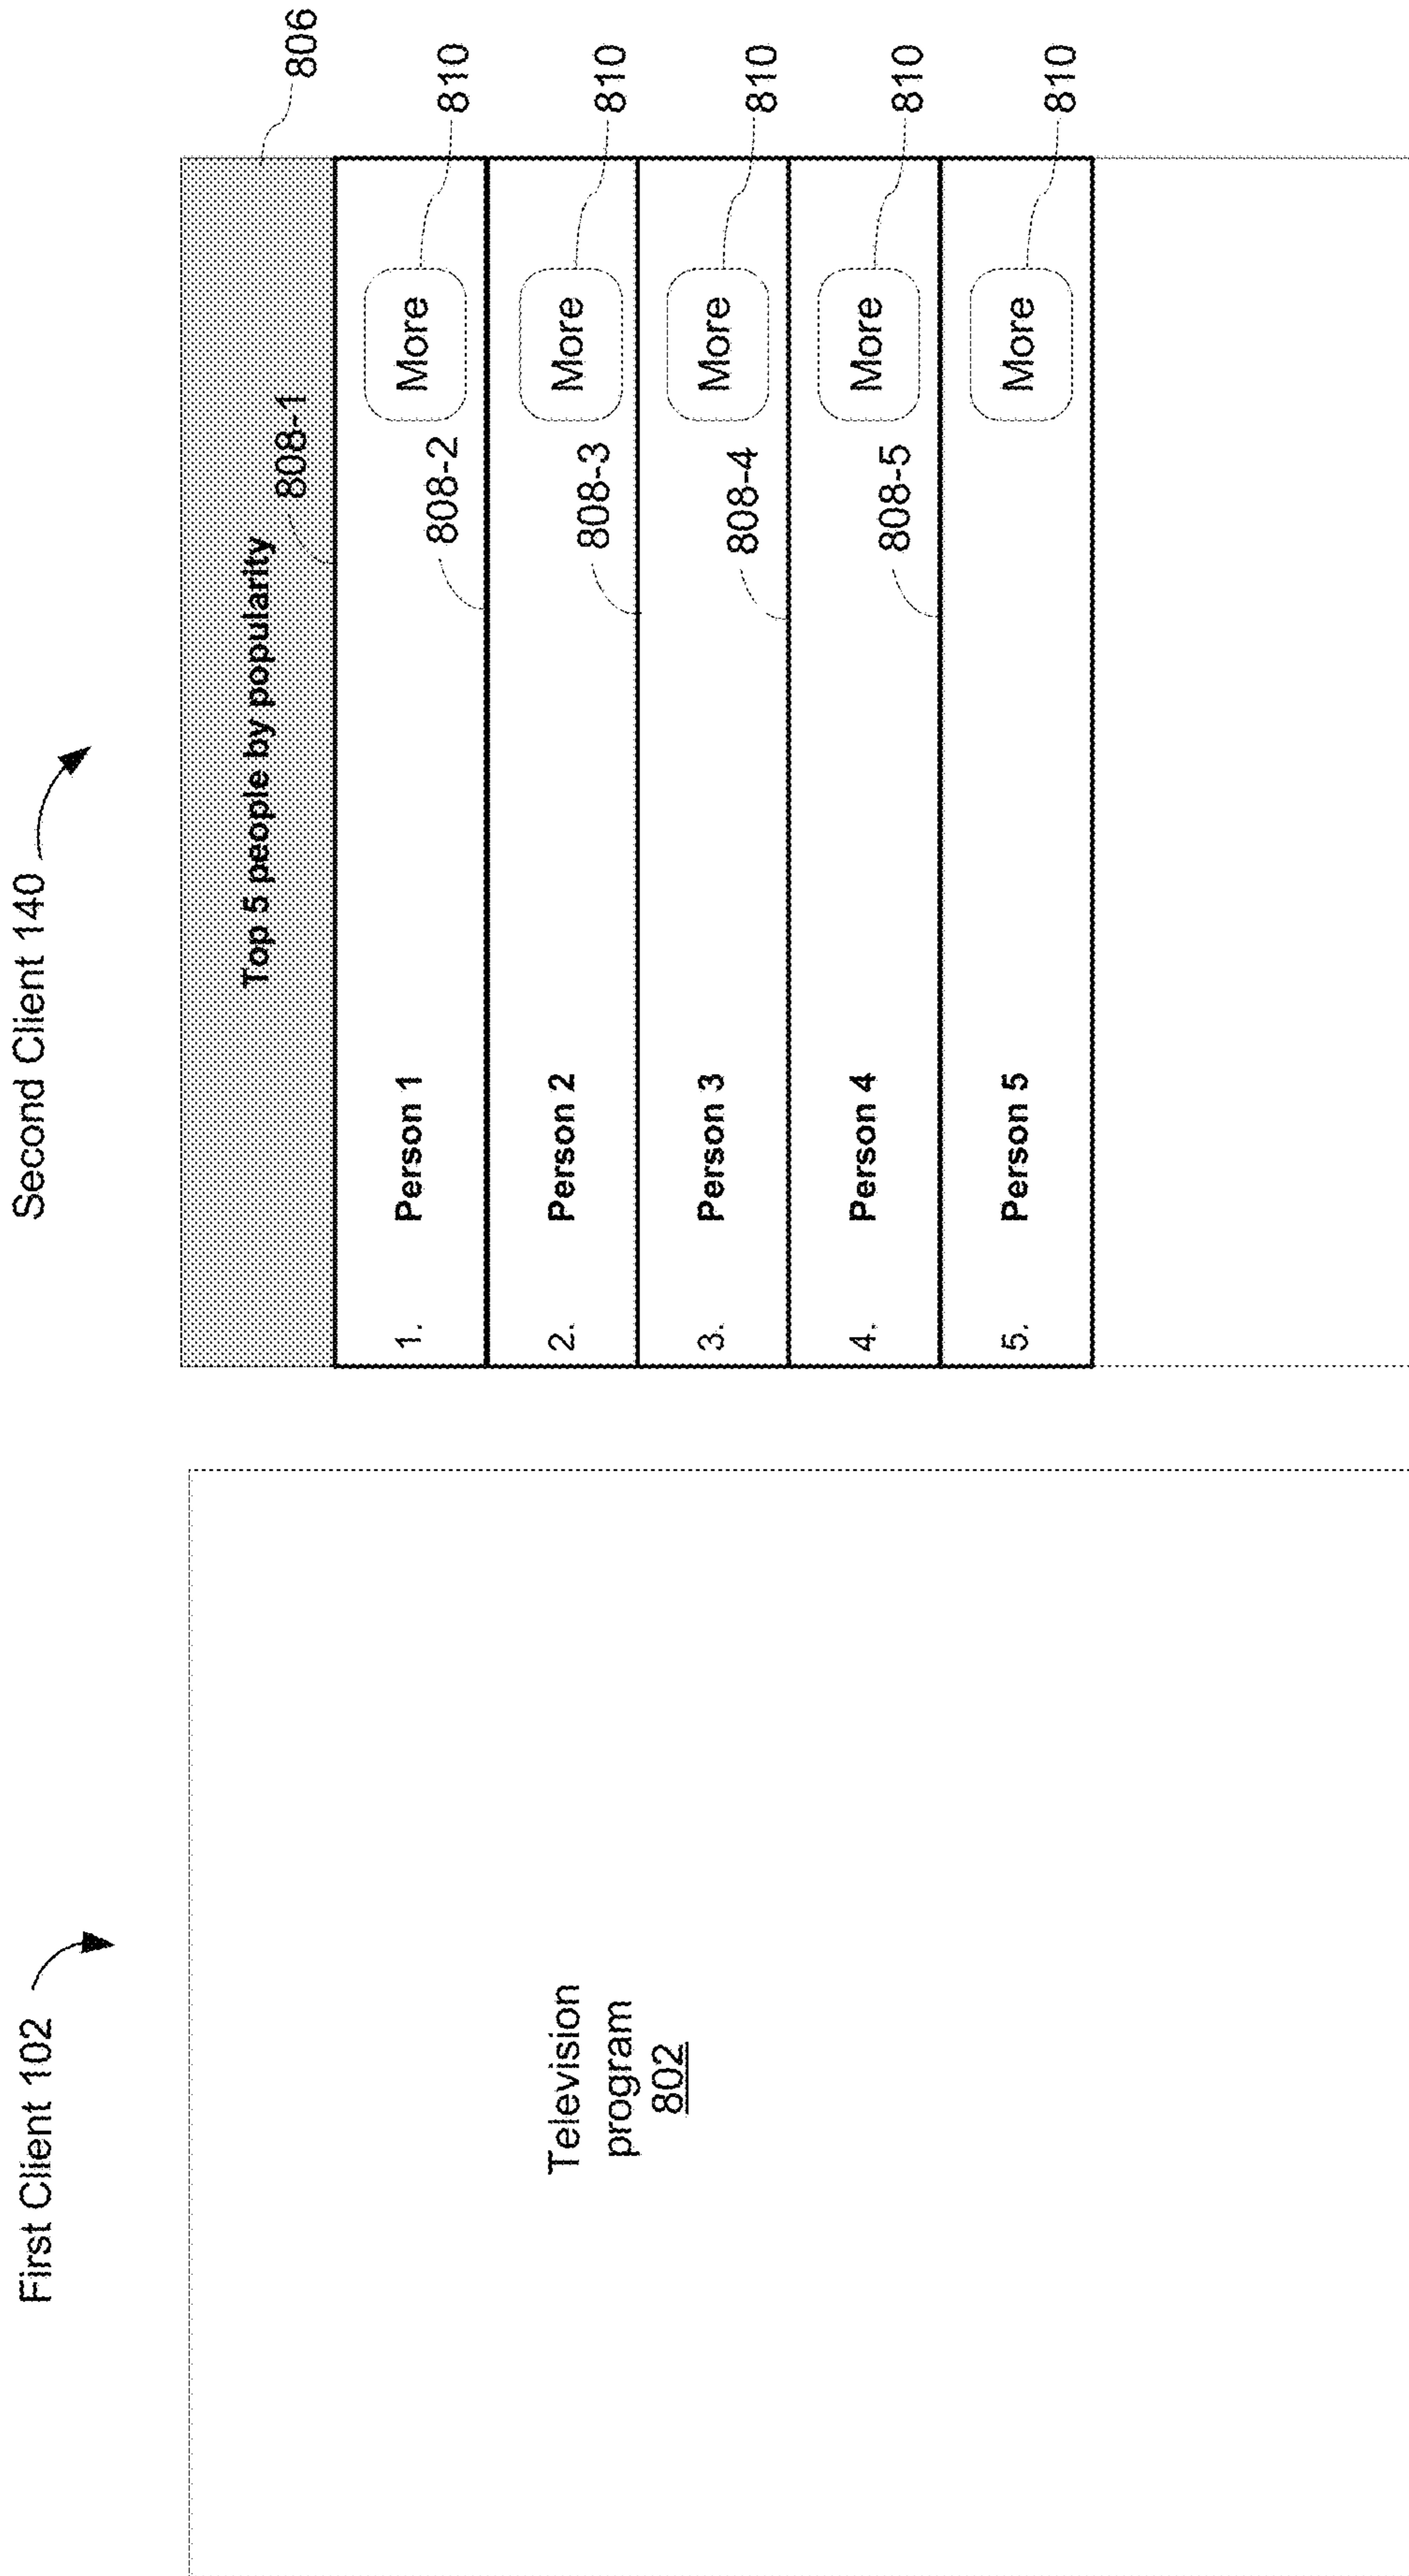 First Client 102
Television
program
802
Second Client 140
806
Top 5 people by popularity
808-1
1. Person 1 More 810
808-2
2. Person 2 More 810
808-3
3. Person 3 More 810
808-4
4. Person 4 More 810
808-5
5. Person 5 More 810